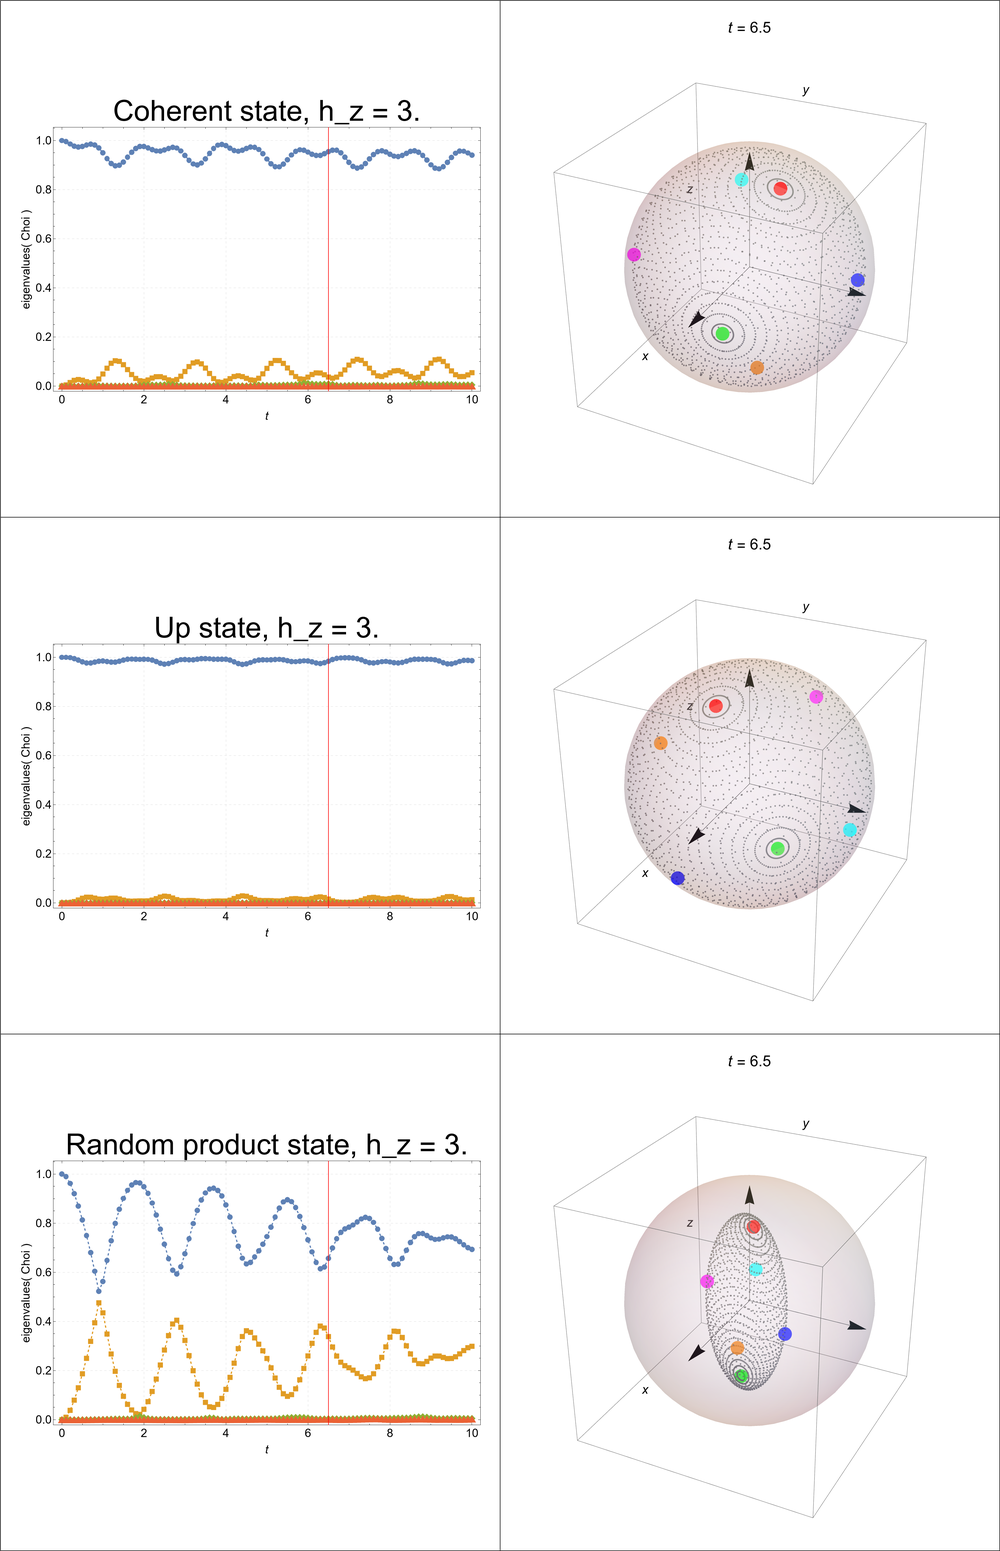 Coherent state, h_z = 3.
eigenvalues( Choi )
1.0
0.8
0.6
0.4
0.2
0.0
0 2 4 6 8 10
t
t = 6.5
y
z
x
Up state, h_z = 3.
eigenvalues( Choi )
1.0
0.8
0.6
0.4
0.2
0.0
0 2 4 6 8 10
t
t = 6.5
y
z
x
Random product state, h_z = 3.
eigenvalues( Choi )
1.0
0.8
0.6
0.4
0.2
0.0
0 2 4 6 8 10
t
t = 6.5
y
z
x